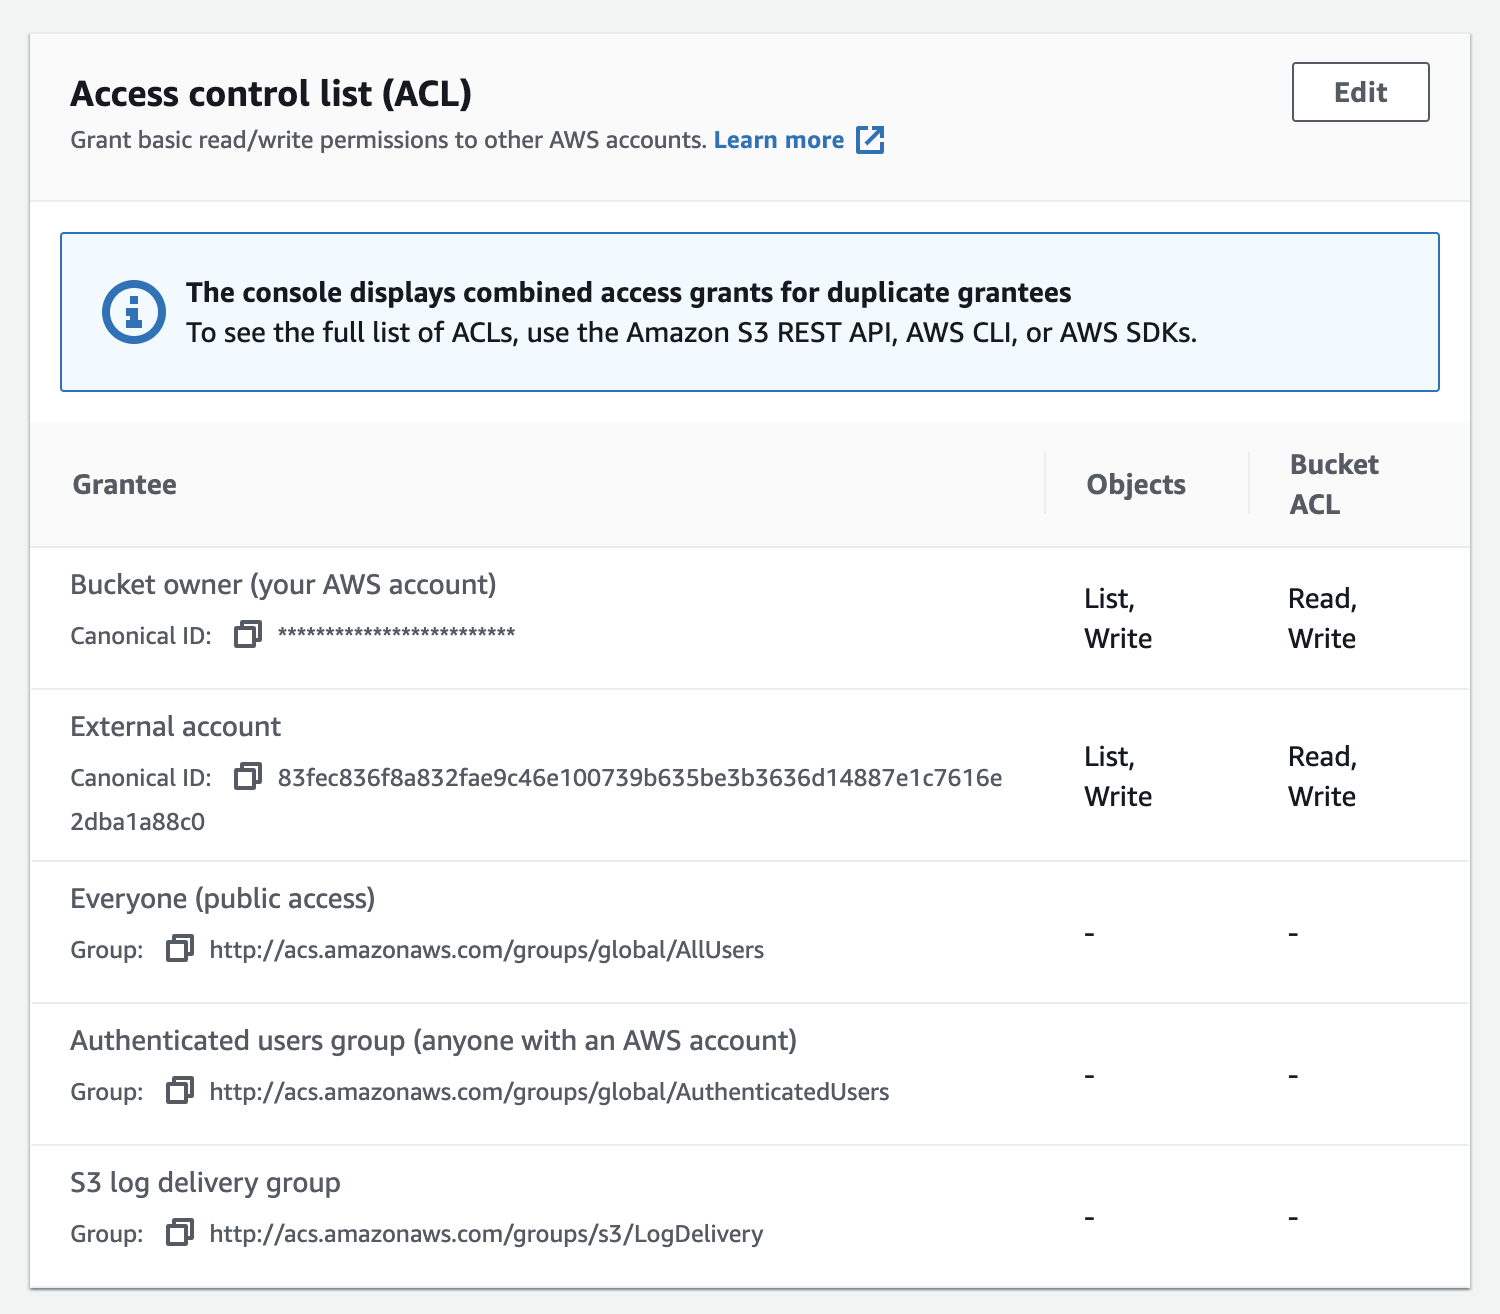 Access control list (ACL)
Edit
Grant basic read/write permissions to other AWS accounts. Learn more
The console displays combined access grants for duplicate grantees
To see the full list of ACLs, use the Amazon S3 REST API, AWS CLI, or AWS SDKs.
Grantee
Objects
Bucket
ACL
Bucket owner (your AWS account)
Canonical ID: *************************
List,
Write
Read,
Write
External account
Canonical ID: 83fec836f8a832fae9c46e100739b635be3b3636d14887e1c7616e
2dba1a88c0
List,
Write
Read,
Write
Everyone (public access)
Group: http://acs.amazonaws.com/groups/global/AllUsers
-
-
Authenticated users group (anyone with an AWS account)
Group: http://acs.amazonaws.com/groups/global/AuthenticatedUsers
-
-
S3 log delivery group
Group: http://acs.amazonaws.com/groups/s3/LogDelivery
-
-